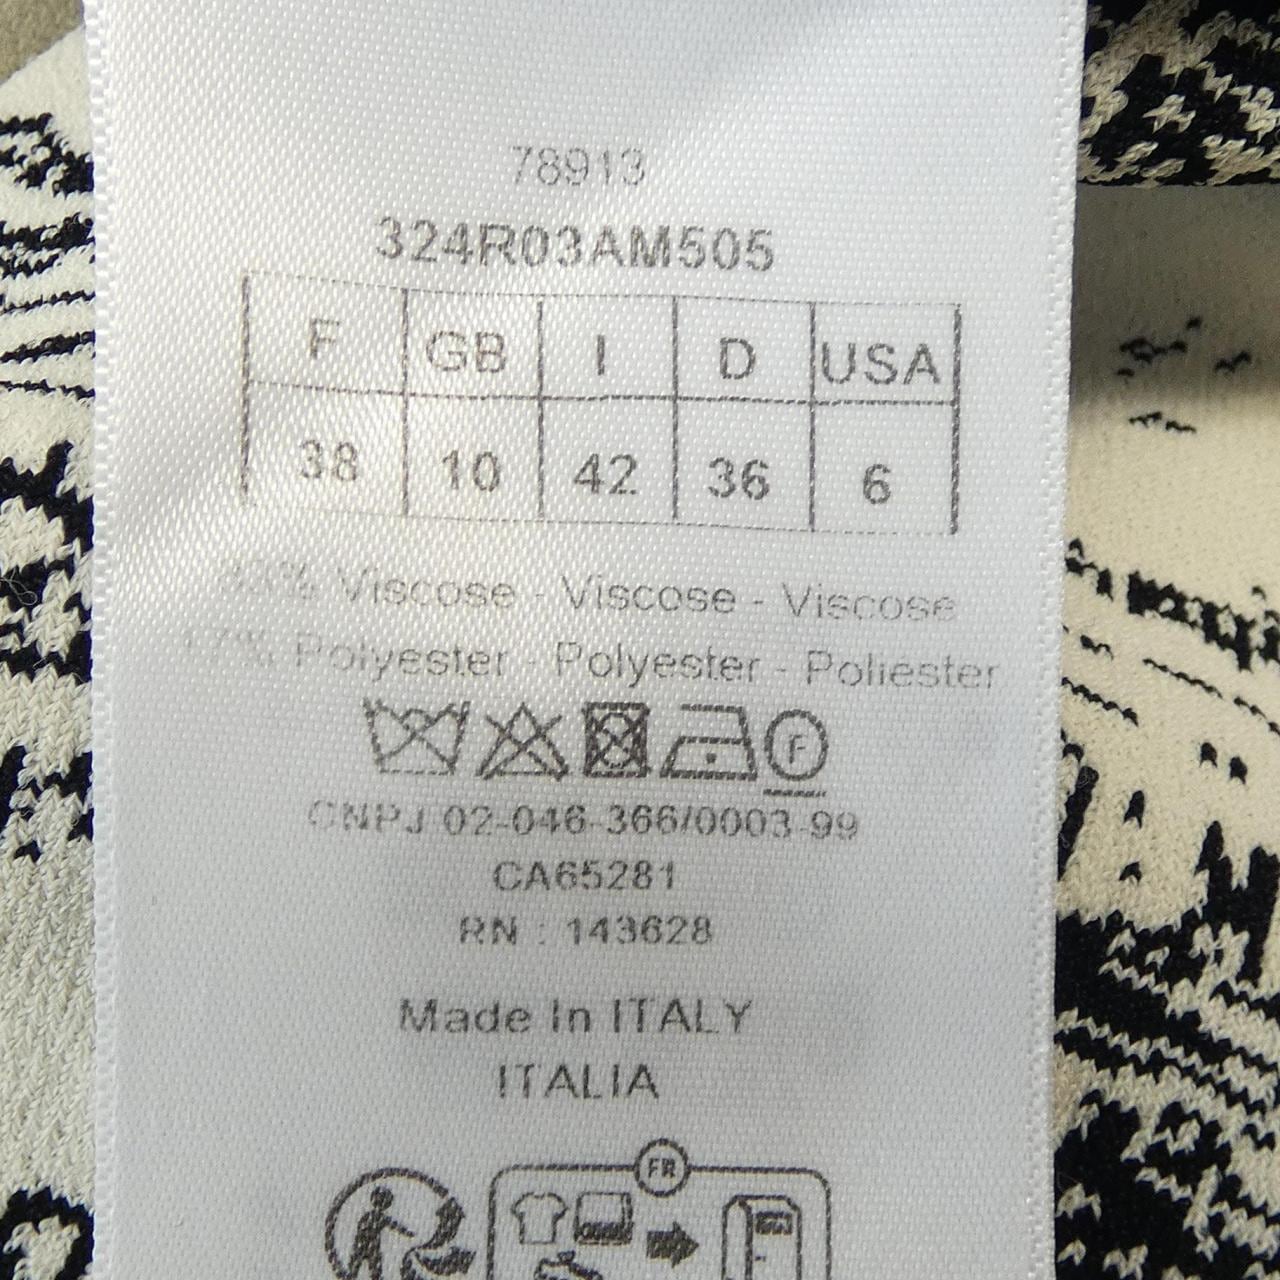 78913
324R03AM505
F GB I D USA
38 10 42 36 6
Viscose - Viscose - Viscose
17% Polyester - Polyester - Poliester
F
CNPJ 02-046-366/0003-99
CA65281
RN : 143628
Made In ITALY
ITALIA
FR